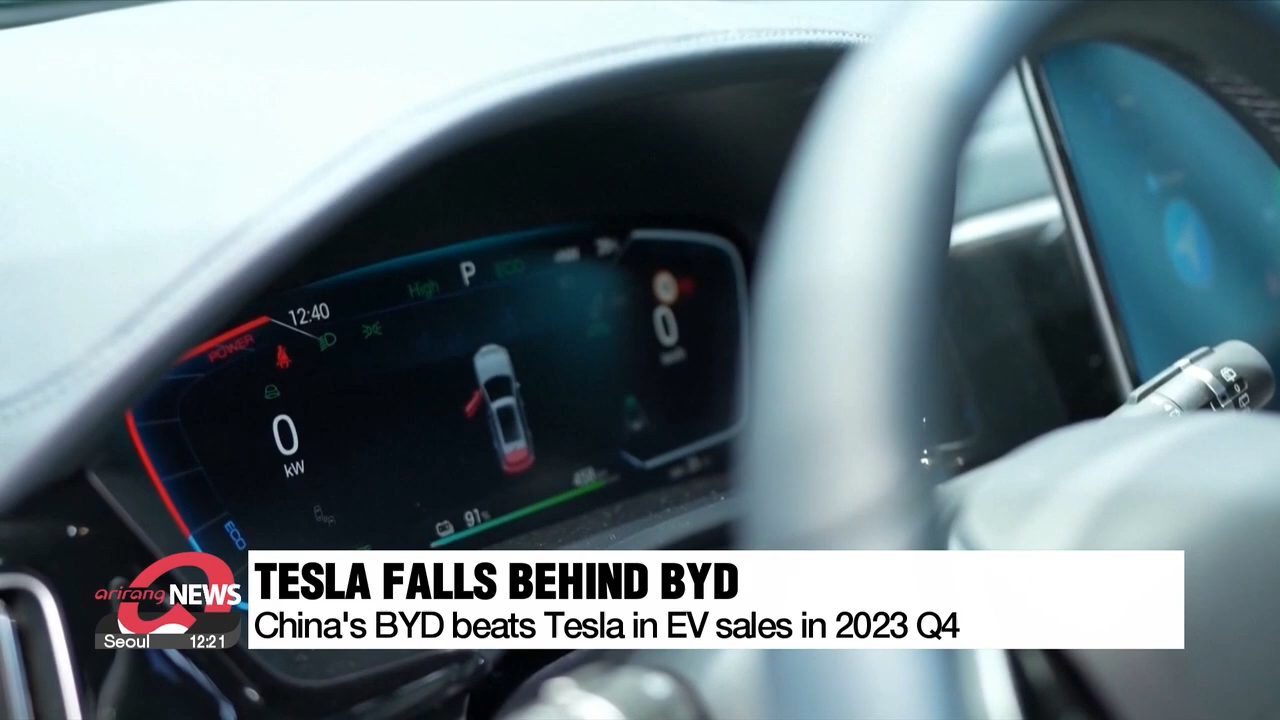 High P ECO
12:40
POWER
0
0
kW
ECO
97%
TESLA FALLS BEHIND BYD
arirang NEWS
China's BYD beats Tesla in EV sales in 2023 Q4
Seoul 12:21